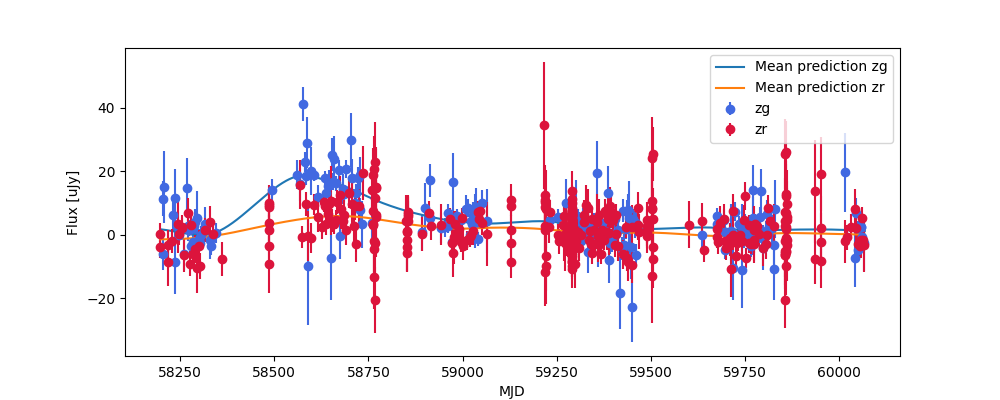 Mean prediction zg
Mean prediction zr
zg
zr
Flux [uJy]
40
20
0
−20
58250
58500
58750
59000
59250
59500
59750
60000
MJD